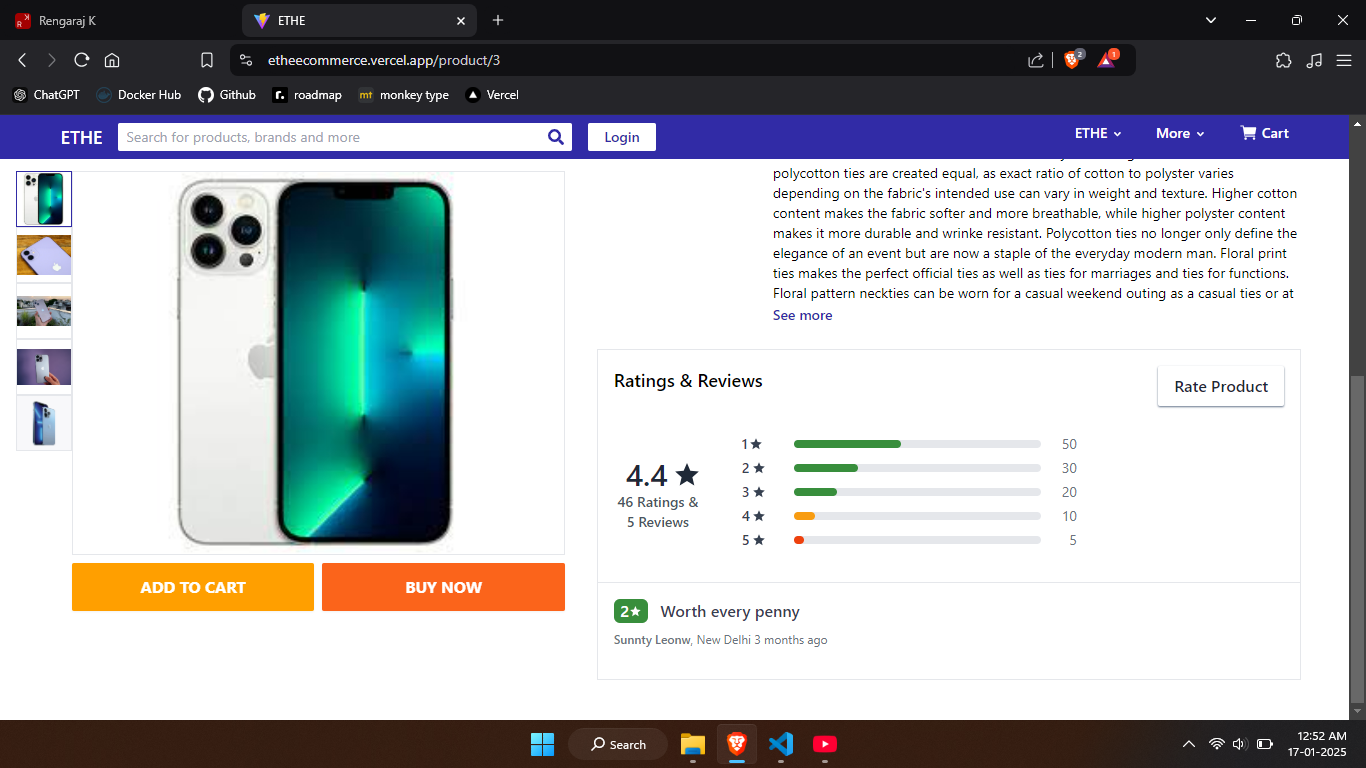 Rengaraj K
ETHE
etheecommerce.vercel.app/product/3
2
1
ChatGPT
Docker Hub
Github
r.
roadmap
mt
monkey type
Vercel
ETHE
Search for products, brands and more
Login
ETHE
More
Cart
polycotton ties are created equal, as exact ratio of cotton to polyster varies
depending on the fabric's intended use can vary in weight and texture. Higher cotton
content makes the fabric softer and more breathable, while higher polyster content
makes it more durable and wrinke resistant. Polycotton ties no longer only define the
elegance of an event but are now a staple of the everyday modern man. Floral print
ties makes the perfect official ties as well as ties for marriages and ties for functions.
Floral pattern neckties can be worn for a casual weekend outing as a casual ties or at
See more
Ratings & Reviews
Rate Product
4.4 ★
46 Ratings &
5 Reviews
1 ★ 50
2 ★ 30
3 ★ 20
4 ★ 10
5 ★ 5
ADD TO CART
BUY NOW
2★ Worth every penny
Sunnty Leonw, New Delhi 3 months ago
Search
12:52 AM
17-01-2025